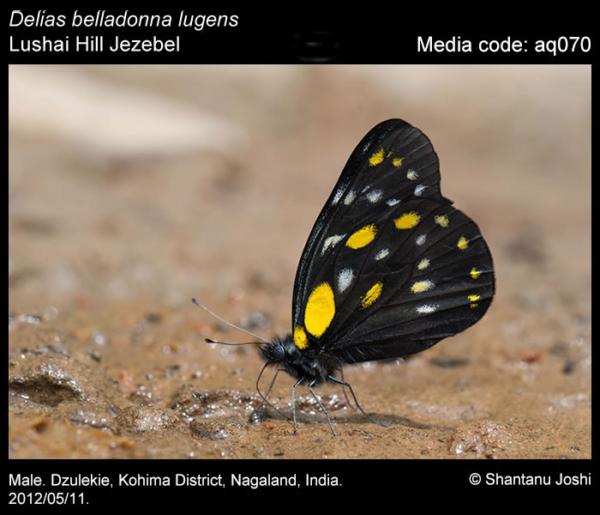 Delias belladonna lugens
Lushai Hill Jezebel
Media code: aq070
Male. Dzulekie, Kohima District, Nagaland, India.
2012/05/11.
© Shantanu Joshi